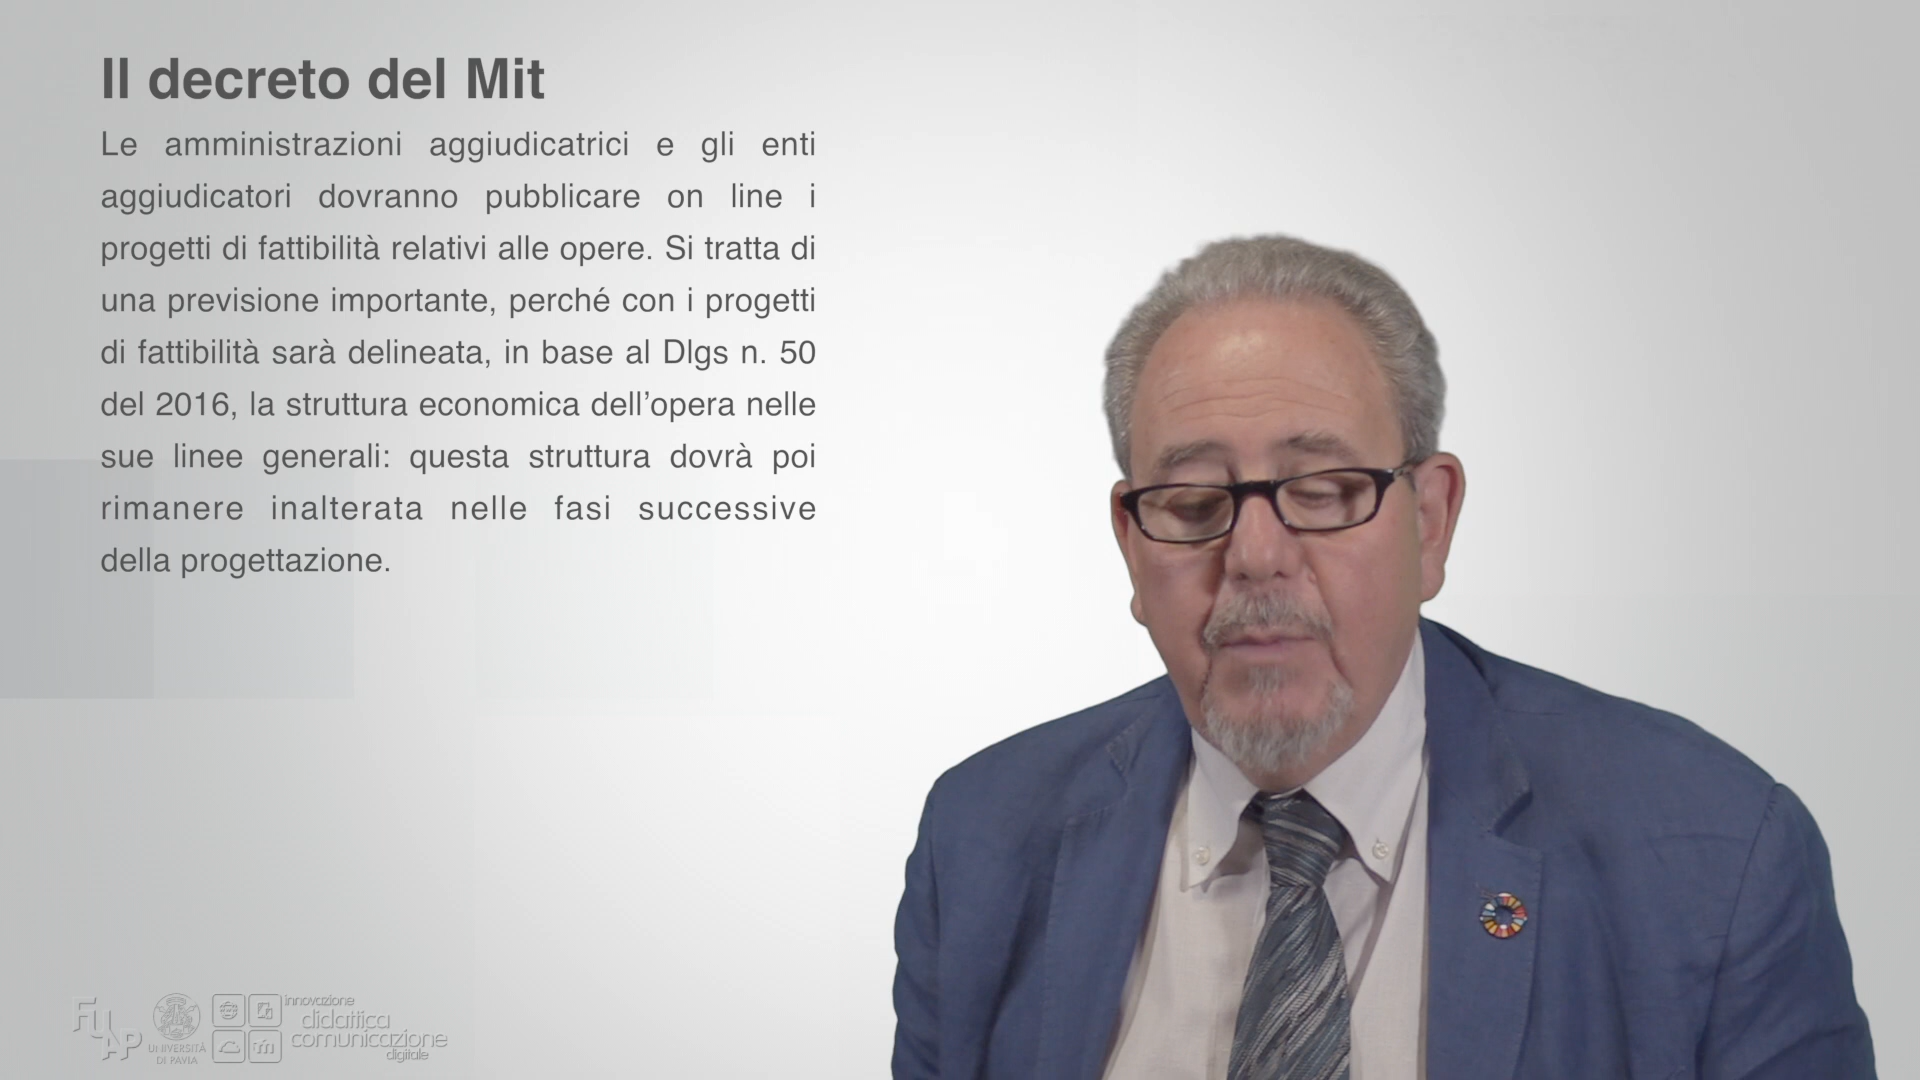 Il decreto del Mit
Le amministrazioni aggiudicatrici e gli enti
aggiudicatori dovranno pubblicare on line i
progetti di fattibilità relativi alle opere. Si tratta di
una previsione importante, perché con i progetti
di fattibilità sarà delineata, in base al Dlgs n. 50
del 2016, la struttura economica dell’opera nelle
sue linee generali: questa struttura dovrà poi
rimanere inalterata nelle fasi successive
della progettazione.
UNIVERSITÀ
DI PAVIA
innovazione
didattica
comunicazione
digitale